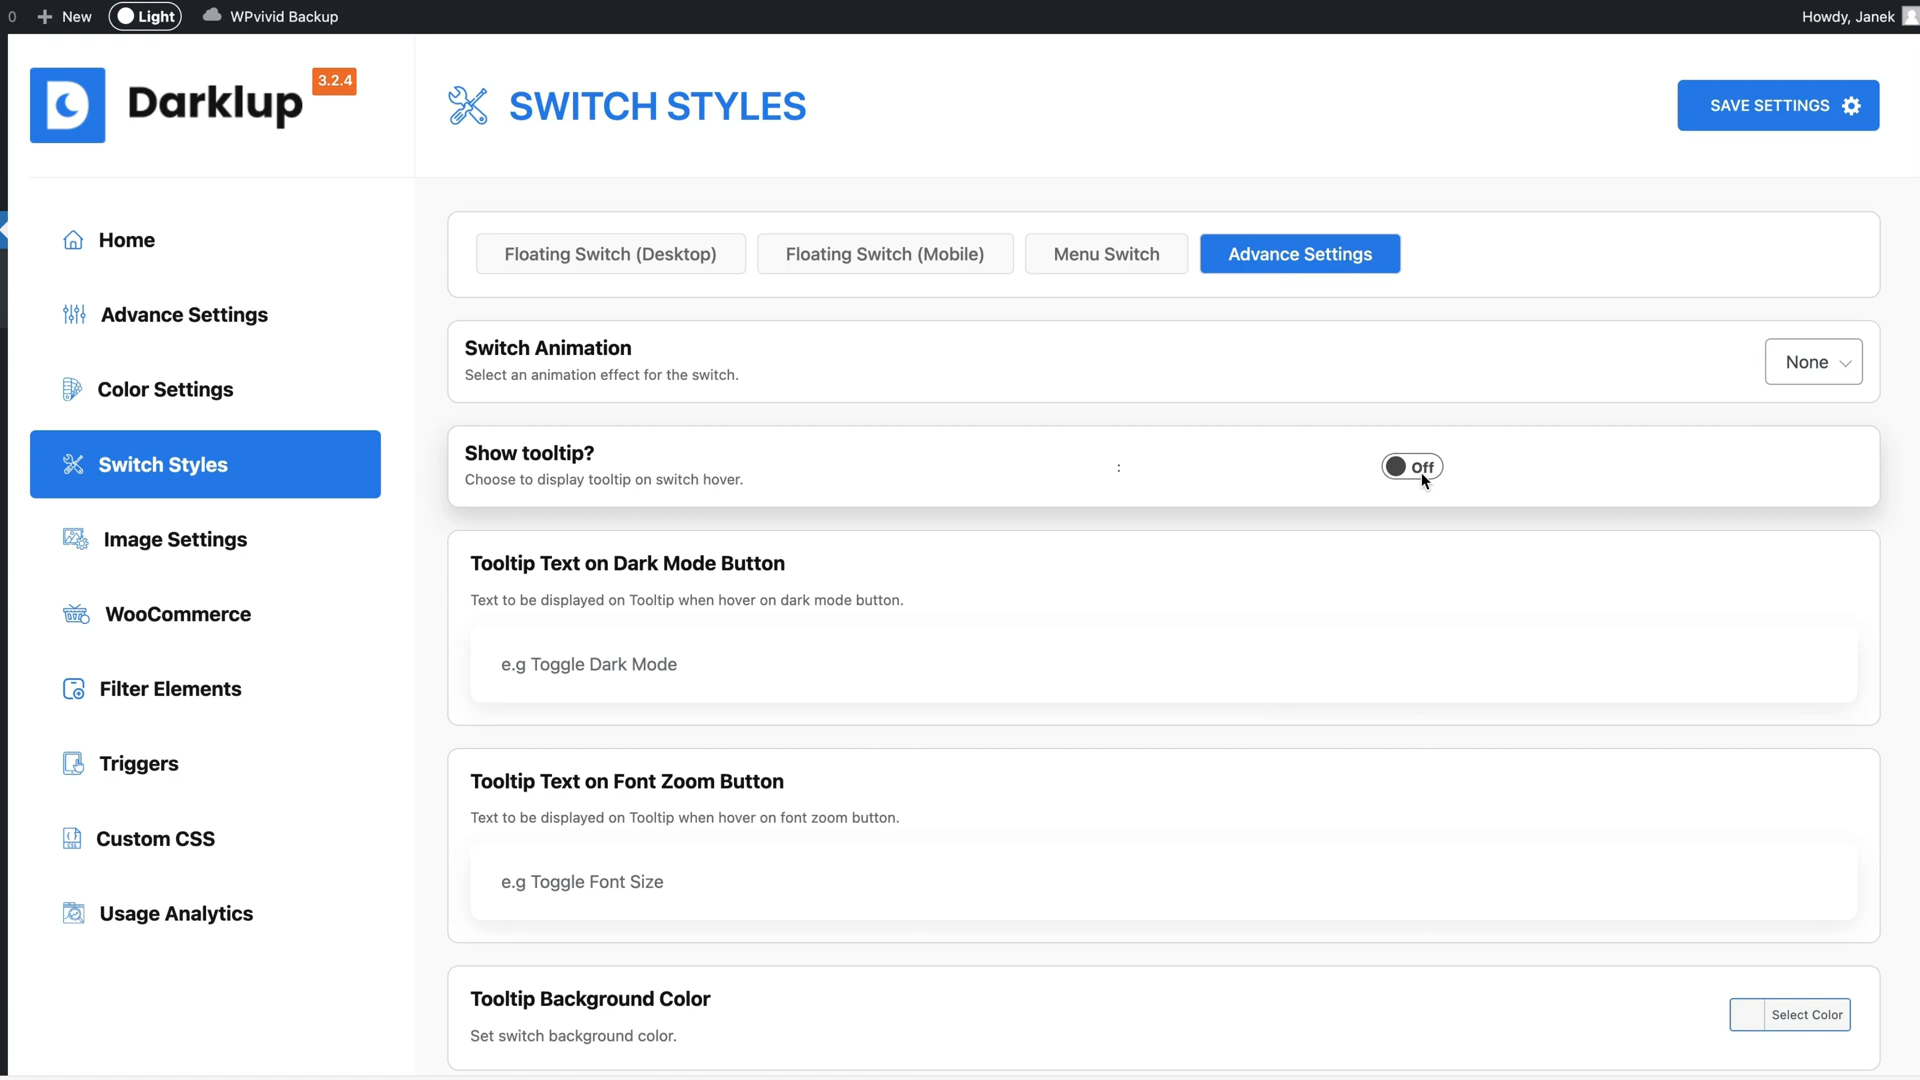 0 New Light WPvivid Backup Howdy, Janek
Darklup 3.2.4
SWITCH STYLES
SAVE SETTINGS
Home
Advance Settings
Color Settings
Switch Styles
Image Settings
WooCommerce
Filter Elements
Triggers
Custom CSS
Usage Analytics
Floating Switch (Desktop) Floating Switch (Mobile) Menu Switch Advance Settings
Switch Animation
Select an animation effect for the switch.
None
Show tooltip?
Choose to display tooltip on switch hover.
:
Off
Tooltip Text on Dark Mode Button
Text to be displayed on Tooltip when hover on dark mode button.
e.g Toggle Dark Mode
Tooltip Text on Font Zoom Button
Text to be displayed on Tooltip when hover on font zoom button.
e.g Toggle Font Size
Tooltip Background Color
Set switch background color.
Select Color